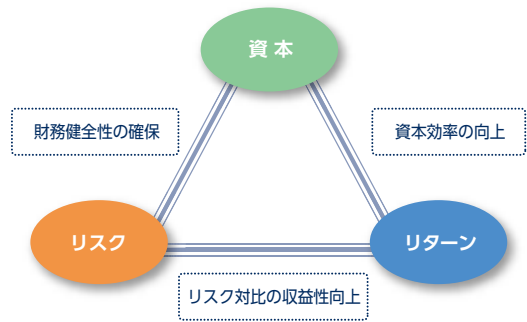 資本
財務健全性の確保
資本効率の向上
リスク
リターン
リスク対比の収益性向上